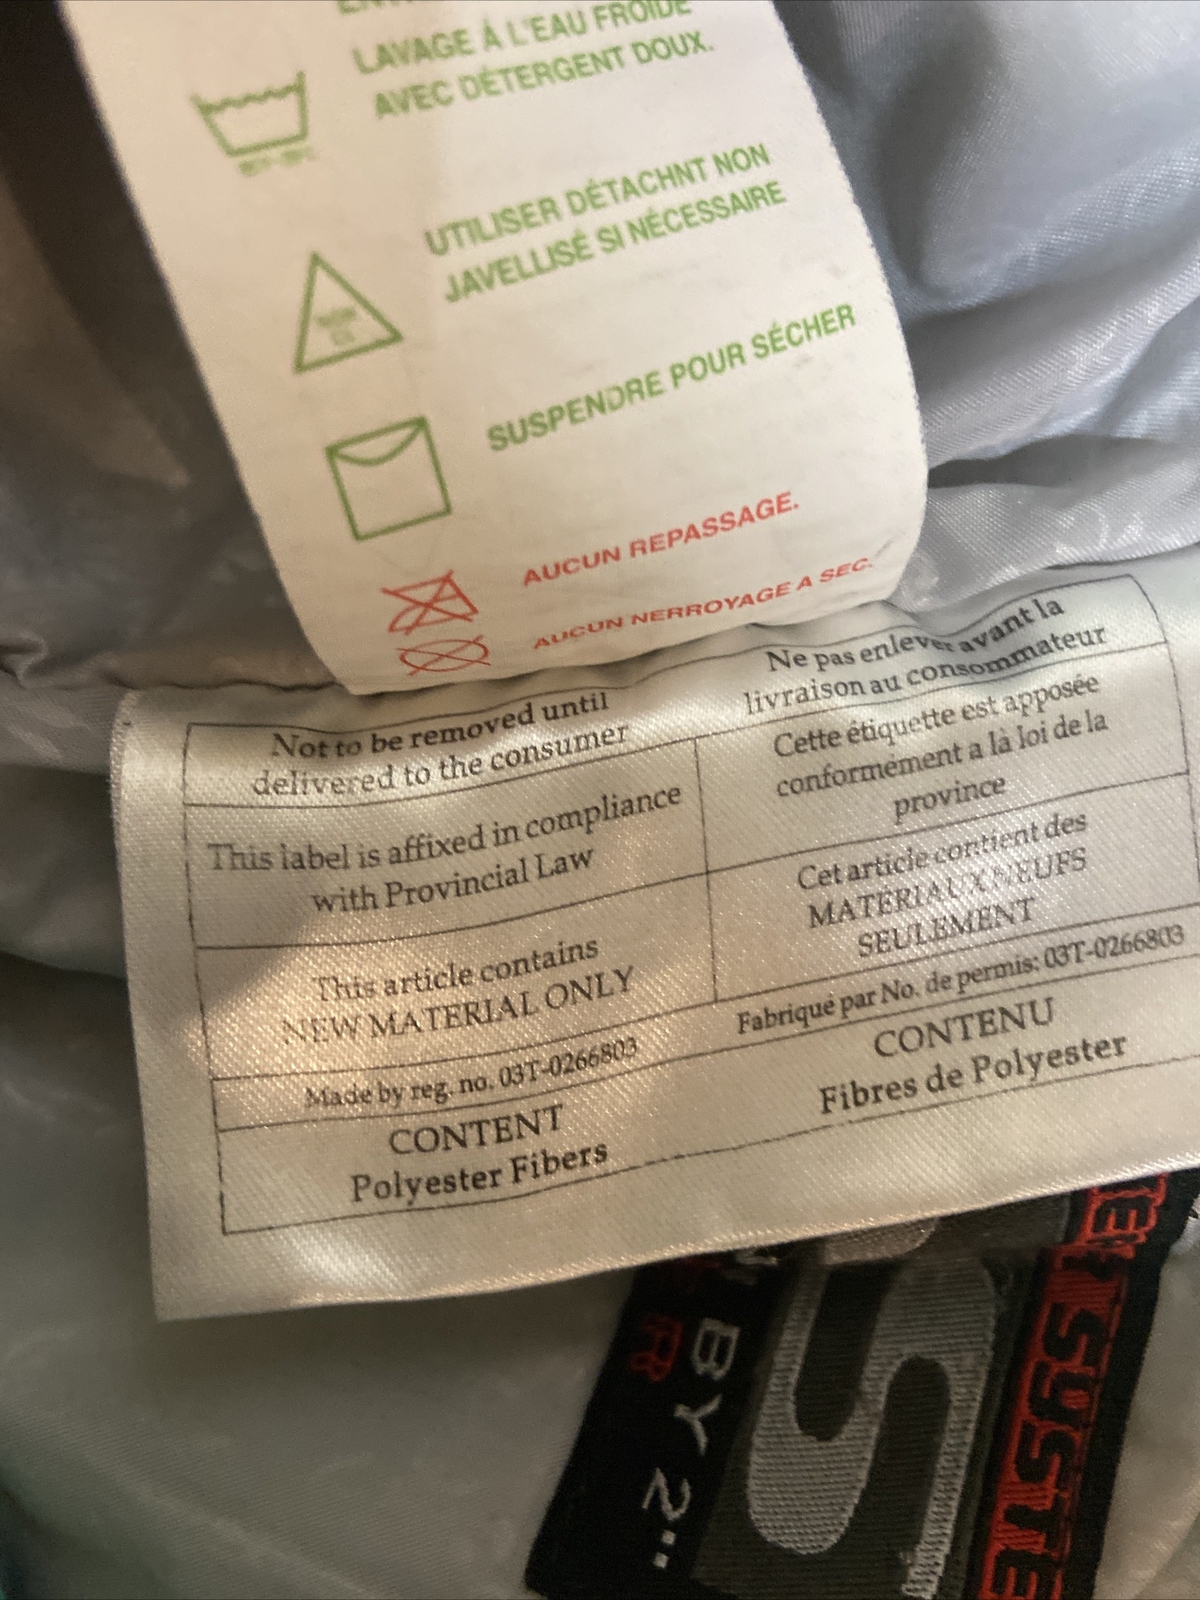 LAVAGE À L'EAU FROIDE
AVEC DÉTERGENT DOUX.
UTILISER DÉTACHNT NON
JAVELLISÉ SI NÉCESSAIRE
SUSPENDRE POUR SÉCHER
AUCUN REPASSAGE.
AUCUN NERROYAGE A SEC.
Not to be removed until
delivered to the consumer
Ne pas enlever avant la
livraison au consommateur
This label is affixed in compliance
with Provincial Law
Cette étiquette est apposée
conformément a là loi de la
province
This article contains
NEW MATERIAL ONLY
Cet article contient des
MATÉRIAUX NEUFS
SEULEMENT
Made by reg. no. 03T-0266803
Fabriqué par No. de permis: 03T-0266803
CONTENT
Polyester Fibers
CONTENU
Fibres de Polyester
BY 2"
R
S
SYSTE